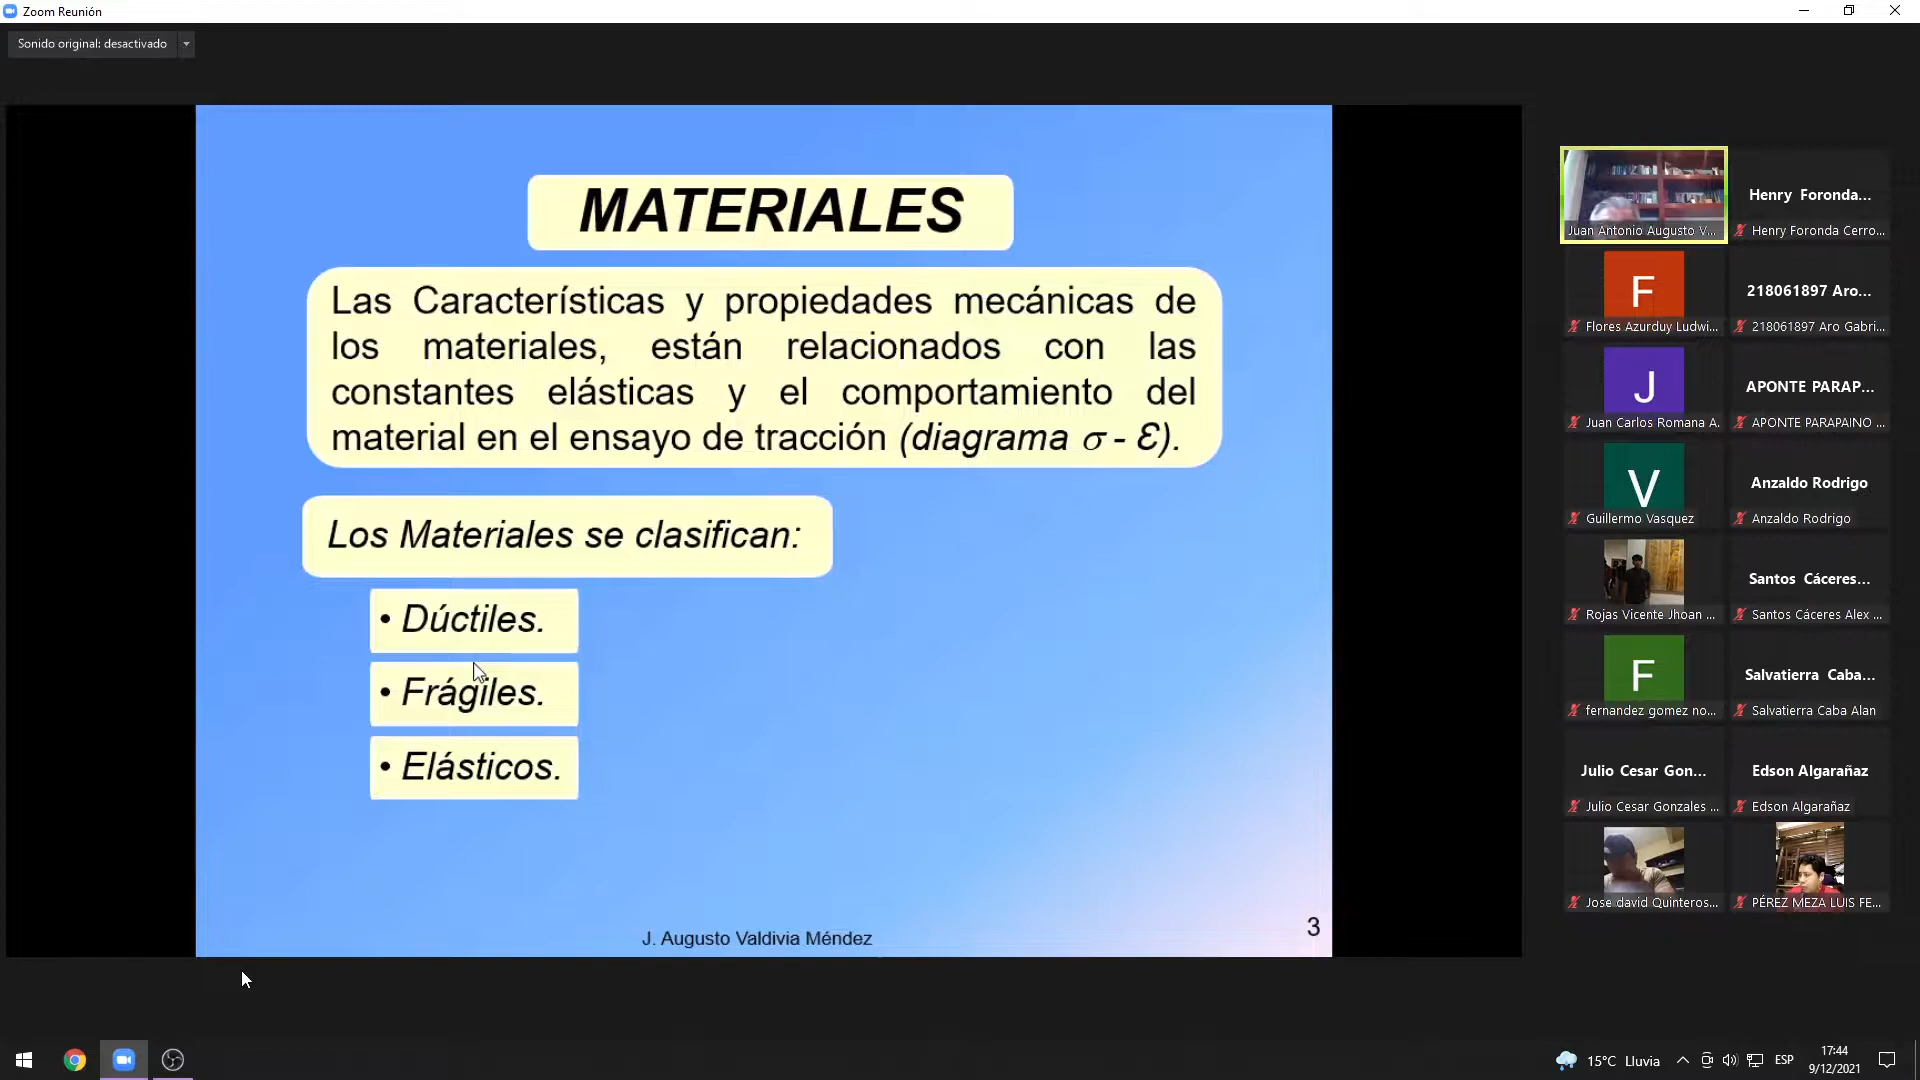 Zoom Reunión
Sonido original: desactivado
MATERIALES
Las Características y propiedades mecánicas de
los materiales, están relacionados con las
constantes elásticas y el comportamiento del
material en el ensayo de tracción (diagrama σ - Ɛ).
Los Materiales se clasifican:
• Dúctiles.
• Frágiles.
• Elásticos.
J. Augusto Valdivia Méndez
3
Juan Antonio Augusto V...
Henry Foronda...
Henry Foronda Cerro...
F
Flores Azurduy Ludwi...
218061897 Aro...
218061897 Aro Gabri...
J
Juan Carlos Romana A.
APONTE PARAP...
APONTE PARAPAINO ...
V
Guillermo Vasquez
Anzaldo Rodrigo
Anzaldo Rodrigo
Rojas Vicente Jhoan ...
Santos Cáceres...
Santos Cáceres Alex ...
F
fernandez gomez no...
Salvatierra Caba...
Salvatierra Caba Alan
Julio Cesar Gon...
Julio Cesar Gonzales ...
Edson Algarañaz
Edson Algarañaz
Jose david Quinteros...
PÉREZ MEZA LUIS FE...
15°C Lluvia
ESP
17:44
9/12/2021